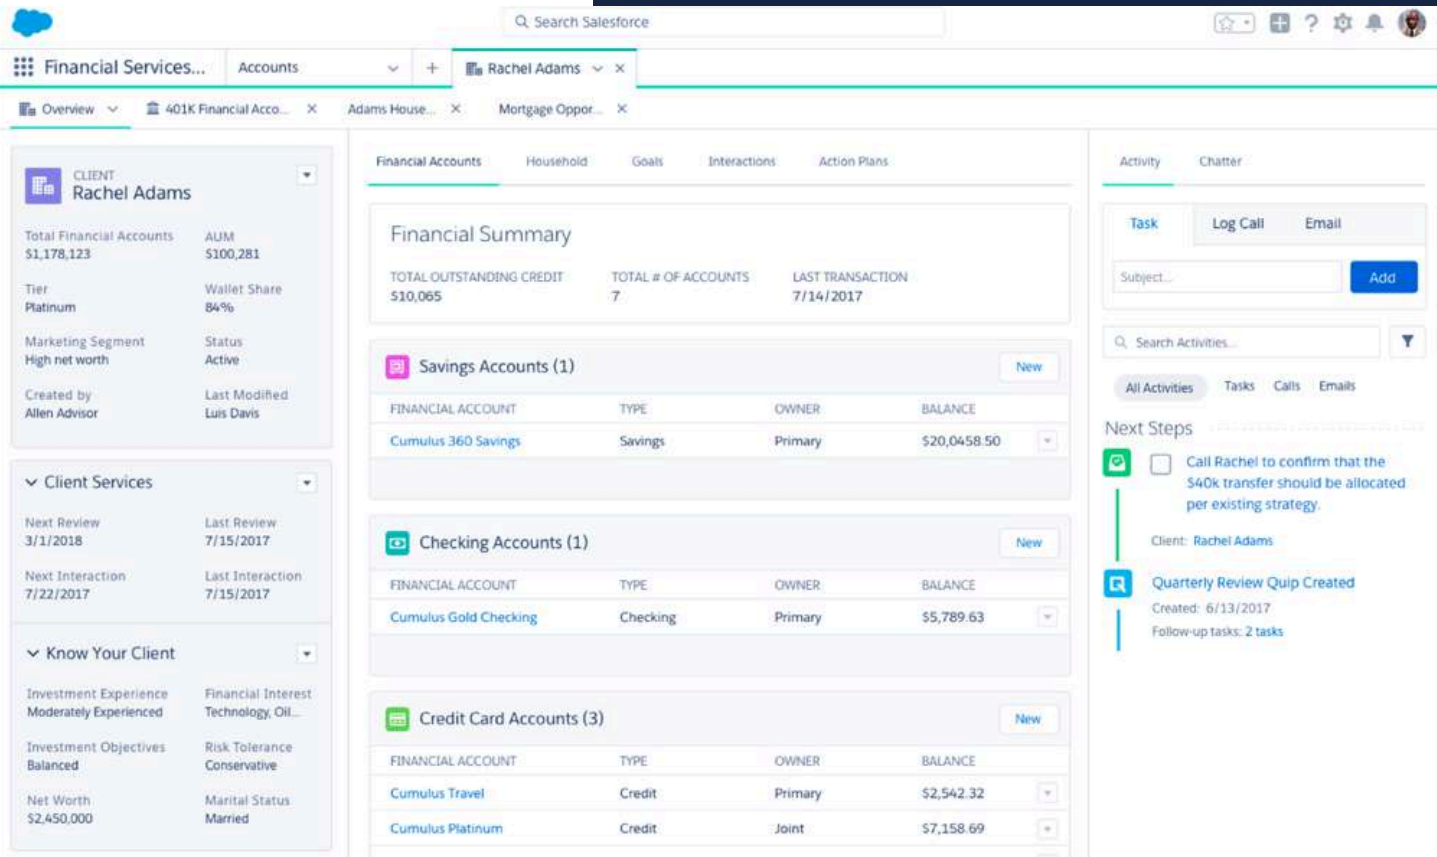 Search Salesforce
Financial Services...
Accounts
Rachel Adams
Overview
401K Financial Acco...
Adams House...
Mortgage Oppor...
CLIENT
Rachel Adams
Total Financial Accounts AUM
$1,178,123 $100,281
Tier Wallet Share
Platinum 84%
Marketing Segment Status
High net worth Active
Created by Last Modified
Allen Advisor Luis Davis
Client Services
Next Review Last Review
3/1/2018 7/15/2017
Next Interaction Last Interaction
7/22/2017 7/15/2017
Know Your Client
Investment Experience Financial Interest
Moderately Experienced Technology, Oil...
Investment Objectives Risk Tolerance
Balanced Conservative
Net Worth Marital Status
$2,450,000 Married
Financial Accounts Household Goals Interactions Action Plans
Financial Summary
TOTAL OUTSTANDING CREDIT TOTAL # OF ACCOUNTS LAST TRANSACTION
$10,065 7 7/14/2017
Savings Accounts (1) New
FINANCIAL ACCOUNT TYPE OWNER BALANCE
Cumulus 360 Savings Savings Primary $20,0458.50
Checking Accounts (1) New
FINANCIAL ACCOUNT TYPE OWNER BALANCE
Cumulus Gold Checking Checking Primary $5,789.63
Credit Card Accounts (3) New
FINANCIAL ACCOUNT TYPE OWNER BALANCE
Cumulus Travel Credit Primary $2,542.32
Cumulus Platinum Credit Joint $7,158.69
Activity Chatter
Task Log Call Email
Subject... Add
Search Activities...
All Activities Tasks Calls Emails
Next Steps
Call Rachel to confirm that the
$40k transfer should be allocated
per existing strategy.
Client: Rachel Adams
Quarterly Review Quip Created
Created: 6/13/2017
Follow-up tasks: 2 tasks